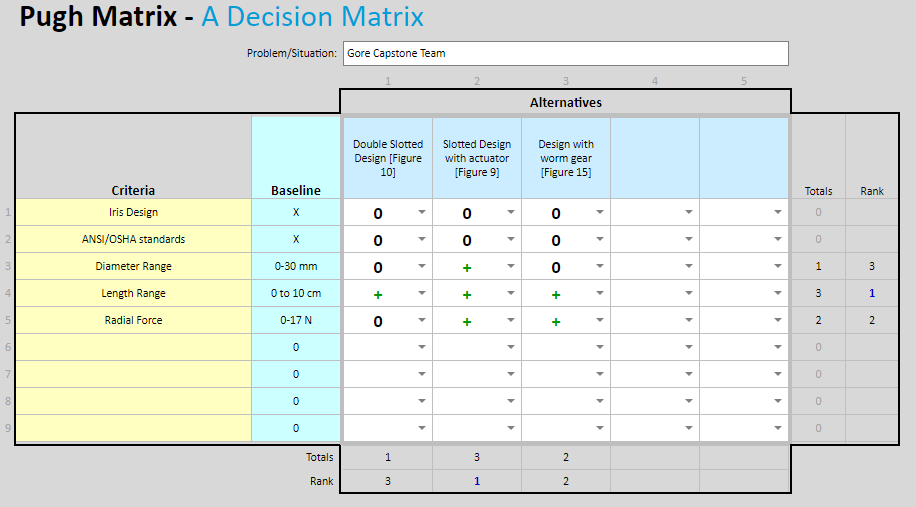 Pugh Matrix - A Decision Matrix
Problem/Situation: Gore Capstone Team
1 2 3 4 5
Alternatives
Criteria Baseline Double Slotted Design [Figure 10] Slotted Design with actuator [Figure 9] Design with worm gear [Figure 15] Totals Rank
1 Iris Design X 0 0 0 0
2 ANSI/OSHA standards X 0 0 0 0
3 Diameter Range 0-30 mm 0 + 0 1 3
4 Length Range 0 to 10 cm + + + 3 1
5 Radial Force 0-17 N 0 + + 2 2
6 0 0
7 0 0
8 0 0
9 0 0
Totals 1 3 2
Rank 3 1 2